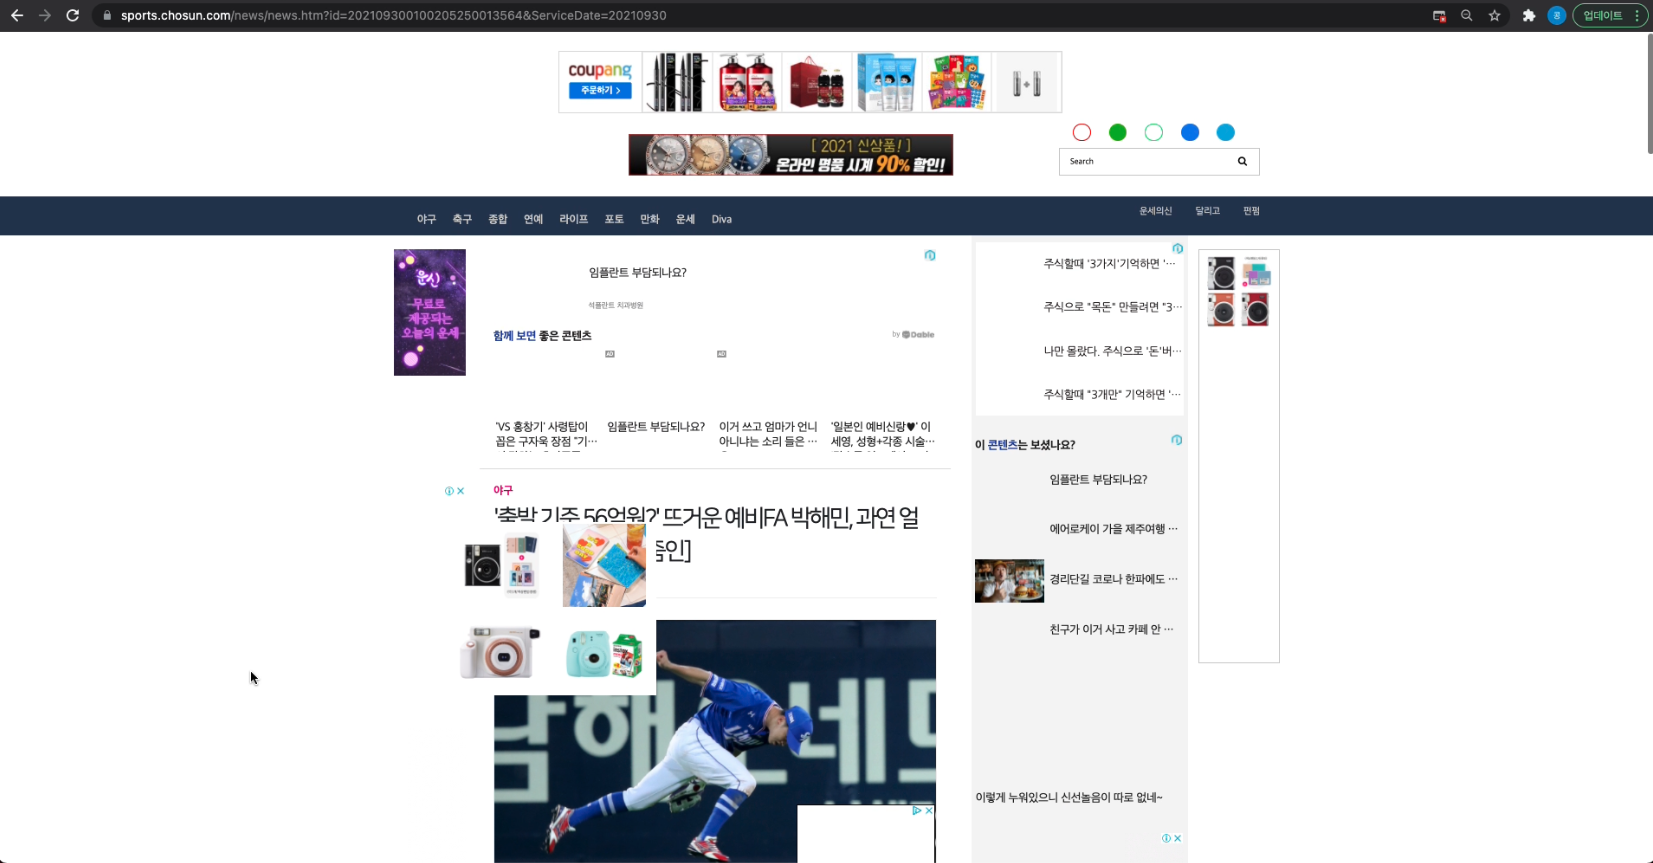 sports.chosun.com/news/news.htm?id=202109300100205250013564&ServiceDate=20210930
콩
업데이트
coupang
주문하기 >
[ 2021 신상품! ]
온라인 명품 시계 90% 할인!
Search
야구 축구 종합 연예 라이프 포토 만화 운세 Diva
운세의신 달리고 펀펌
운신
무료로
제공되는
오늘의 운세
임플란트 부담되나요?
석플란트 치과병원
함께 보면 좋은 콘텐츠
by Dable
AD
AD
'VS 홍창기' 사령탑이
꼽은 구자욱 장점 "기…
임플란트 부담되나요?
이거 쓰고 엄마가 언니
아니냐는 소리 들은 …
'일본인 예비신랑♥' 이
세영, 성형+각종 시술…
야구
'출발 기준 56억원?' 뜨거운 예비FA 박해민, 과연 얼
줌인]
주식할때 '3가지'기억하면 '…
주식으로 "목돈" 만들려면 "3…
나만 몰랐다. 주식으로 '돈'버…
주식할때 "3개만" 기억하면 '…
이 콘텐츠는 보셨나요?
임플란트 부담되나요?
에어로케이 가을 제주여행 …
경리단길 코로나 한파에도 …
친구가 이거 사고 카페 안 …
이렇게 누워있으니 신선놀음이 따로 없네~